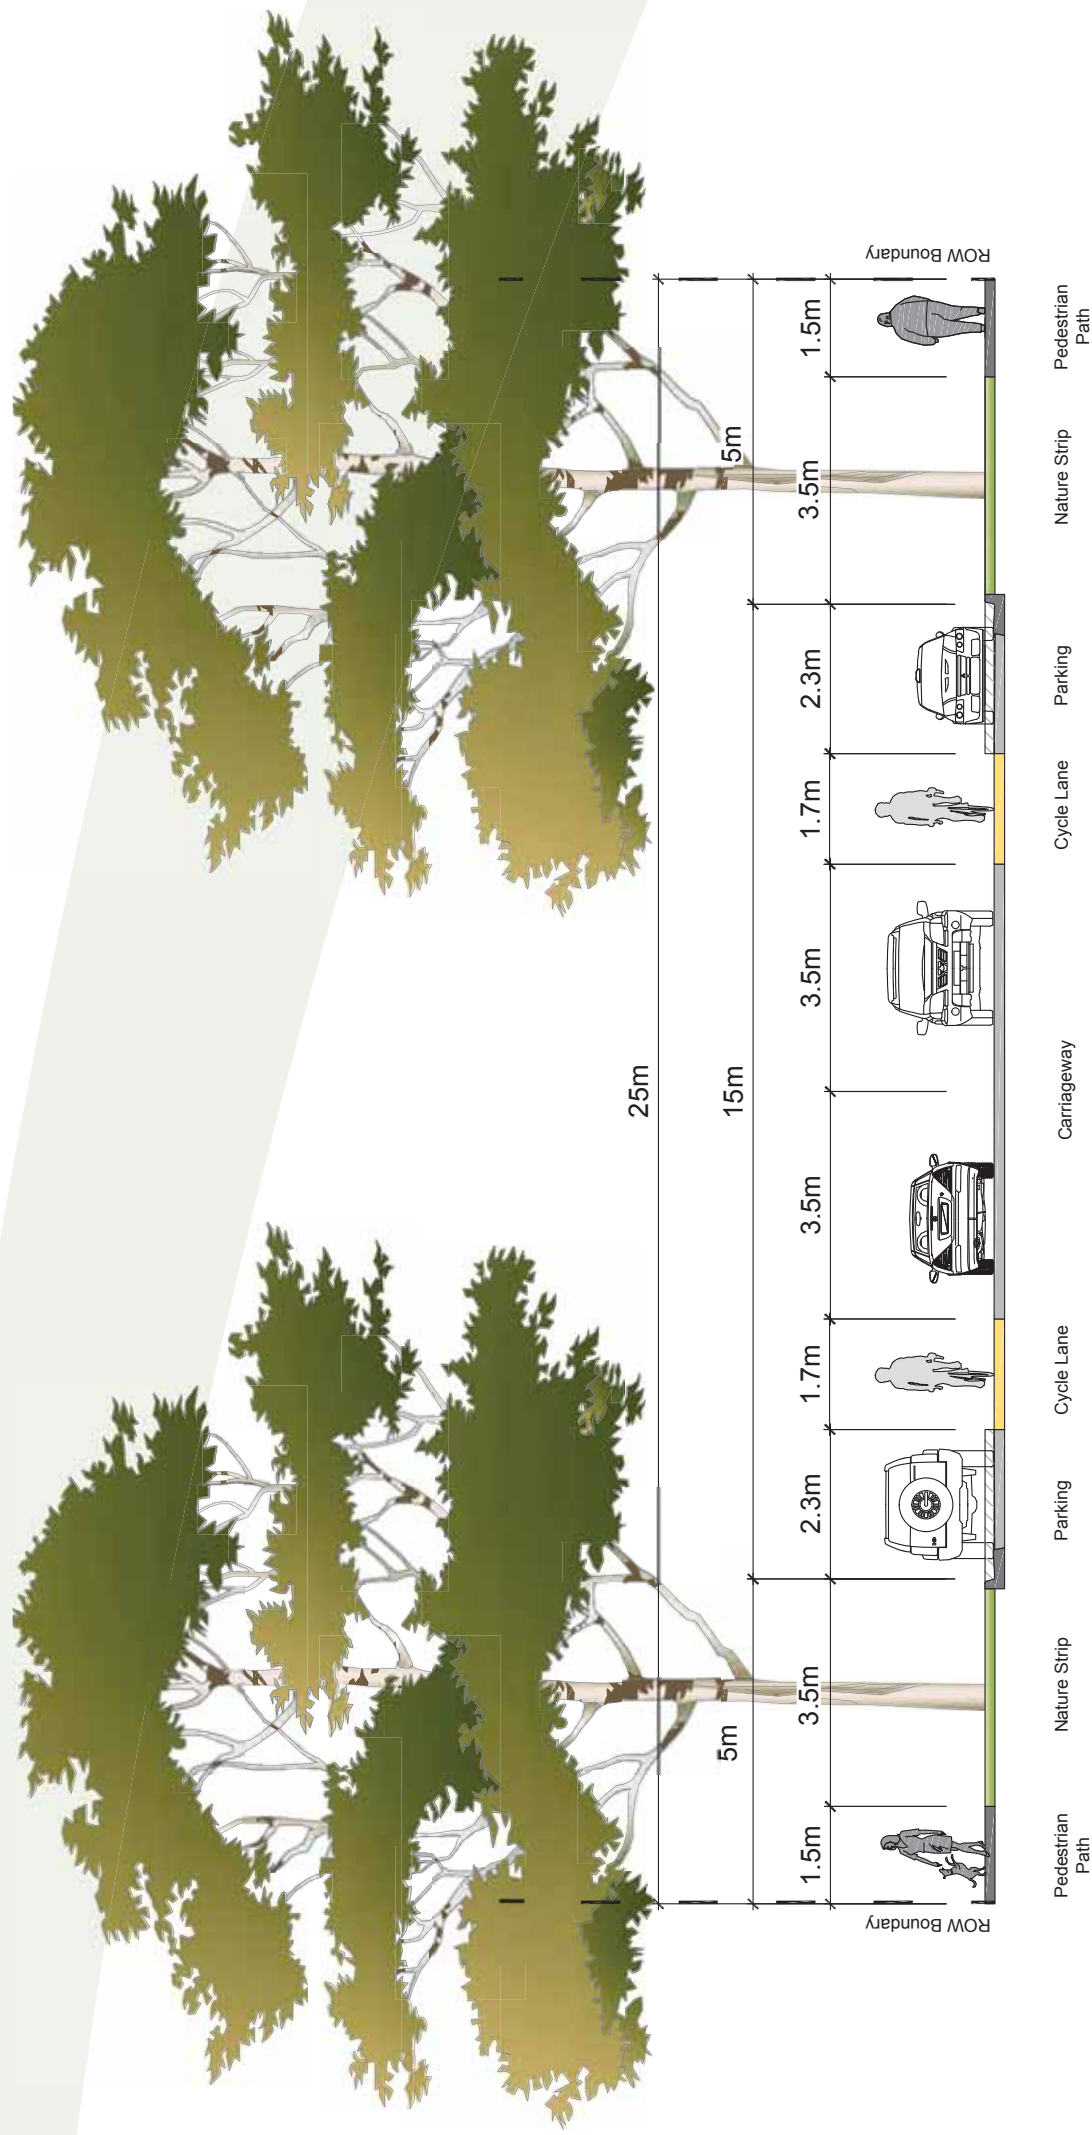 25m
5m
15m
5m
1.5m
3.5m
2.3m
1.7m
3.5m
3.5m
1.7m
2.3m
3.5m
1.5m
ROW Boundary
ROW Boundary
Pedestrian
Path
Nature Strip
Parking
Cycle Lane
Carriageway
Cycle Lane
Parking
Nature Strip
Pedestrian
Path